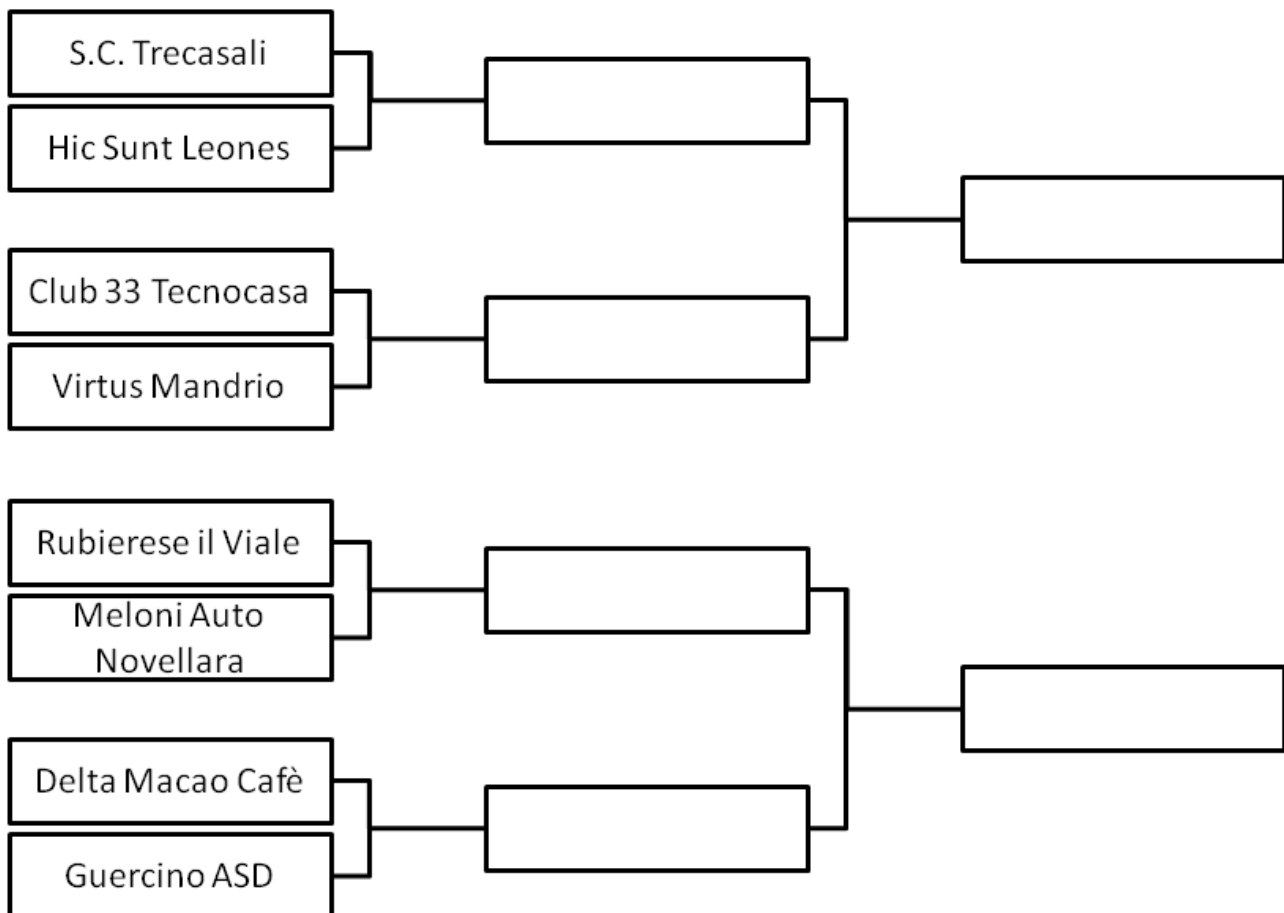 S.C. Trecasali
Hic Sunt Leones
Club 33 Tecnocasa
Virtus Mandrio
Rubierese il Viale
Meloni Auto
Novellara
Delta Macao Cafè
Guercino ASD